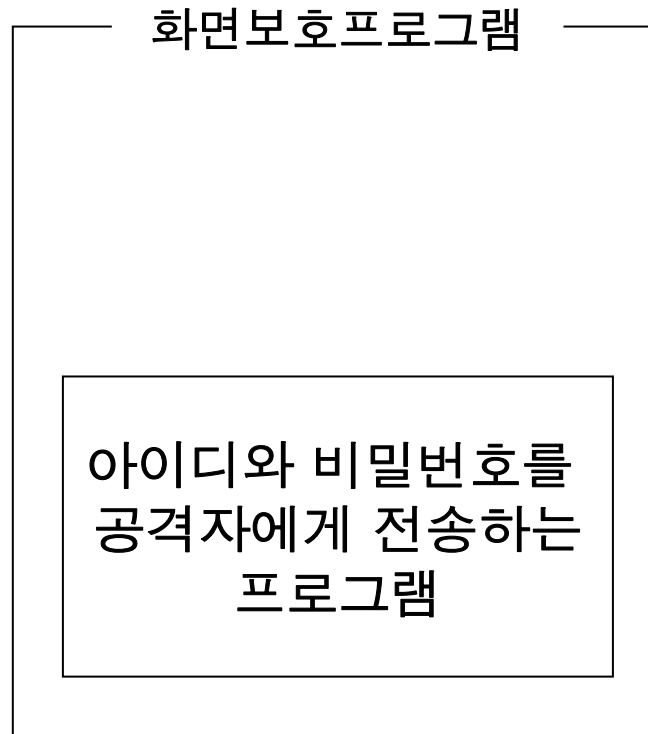 화면보호프로그램
아이디와 비밀번호를
공격자에게 전송하는
프로그램